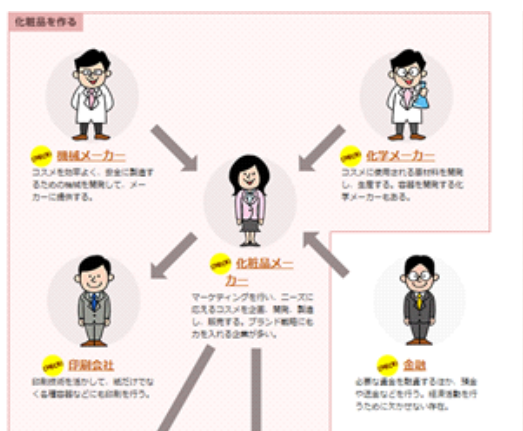 化粧品を作る
CHECK!
機械メーカー
コスメを効率よく、安全に製造す
るための機械を開発して、メー
カーに提供する。
CHECK!
化学メーカー
コスメに使用される原材料を開発
し、生産する。容器を開発する化
学メーカーもある。
CHECK!
化粧品メー
カー
マーケティングを行い、ニーズに
応えるコスメを企画、開発、製造
し、販売する。ブランド戦略にも
力を入れる企業が多い。
CHECK!
印刷会社
印刷技術を活かして、紙だけでな
く各種容器などにも印刷を行う。
CHECK!
金融
必要な資金を融資するほか、預金
や送金などを行う。経済活動を行
うために欠かせない存在。